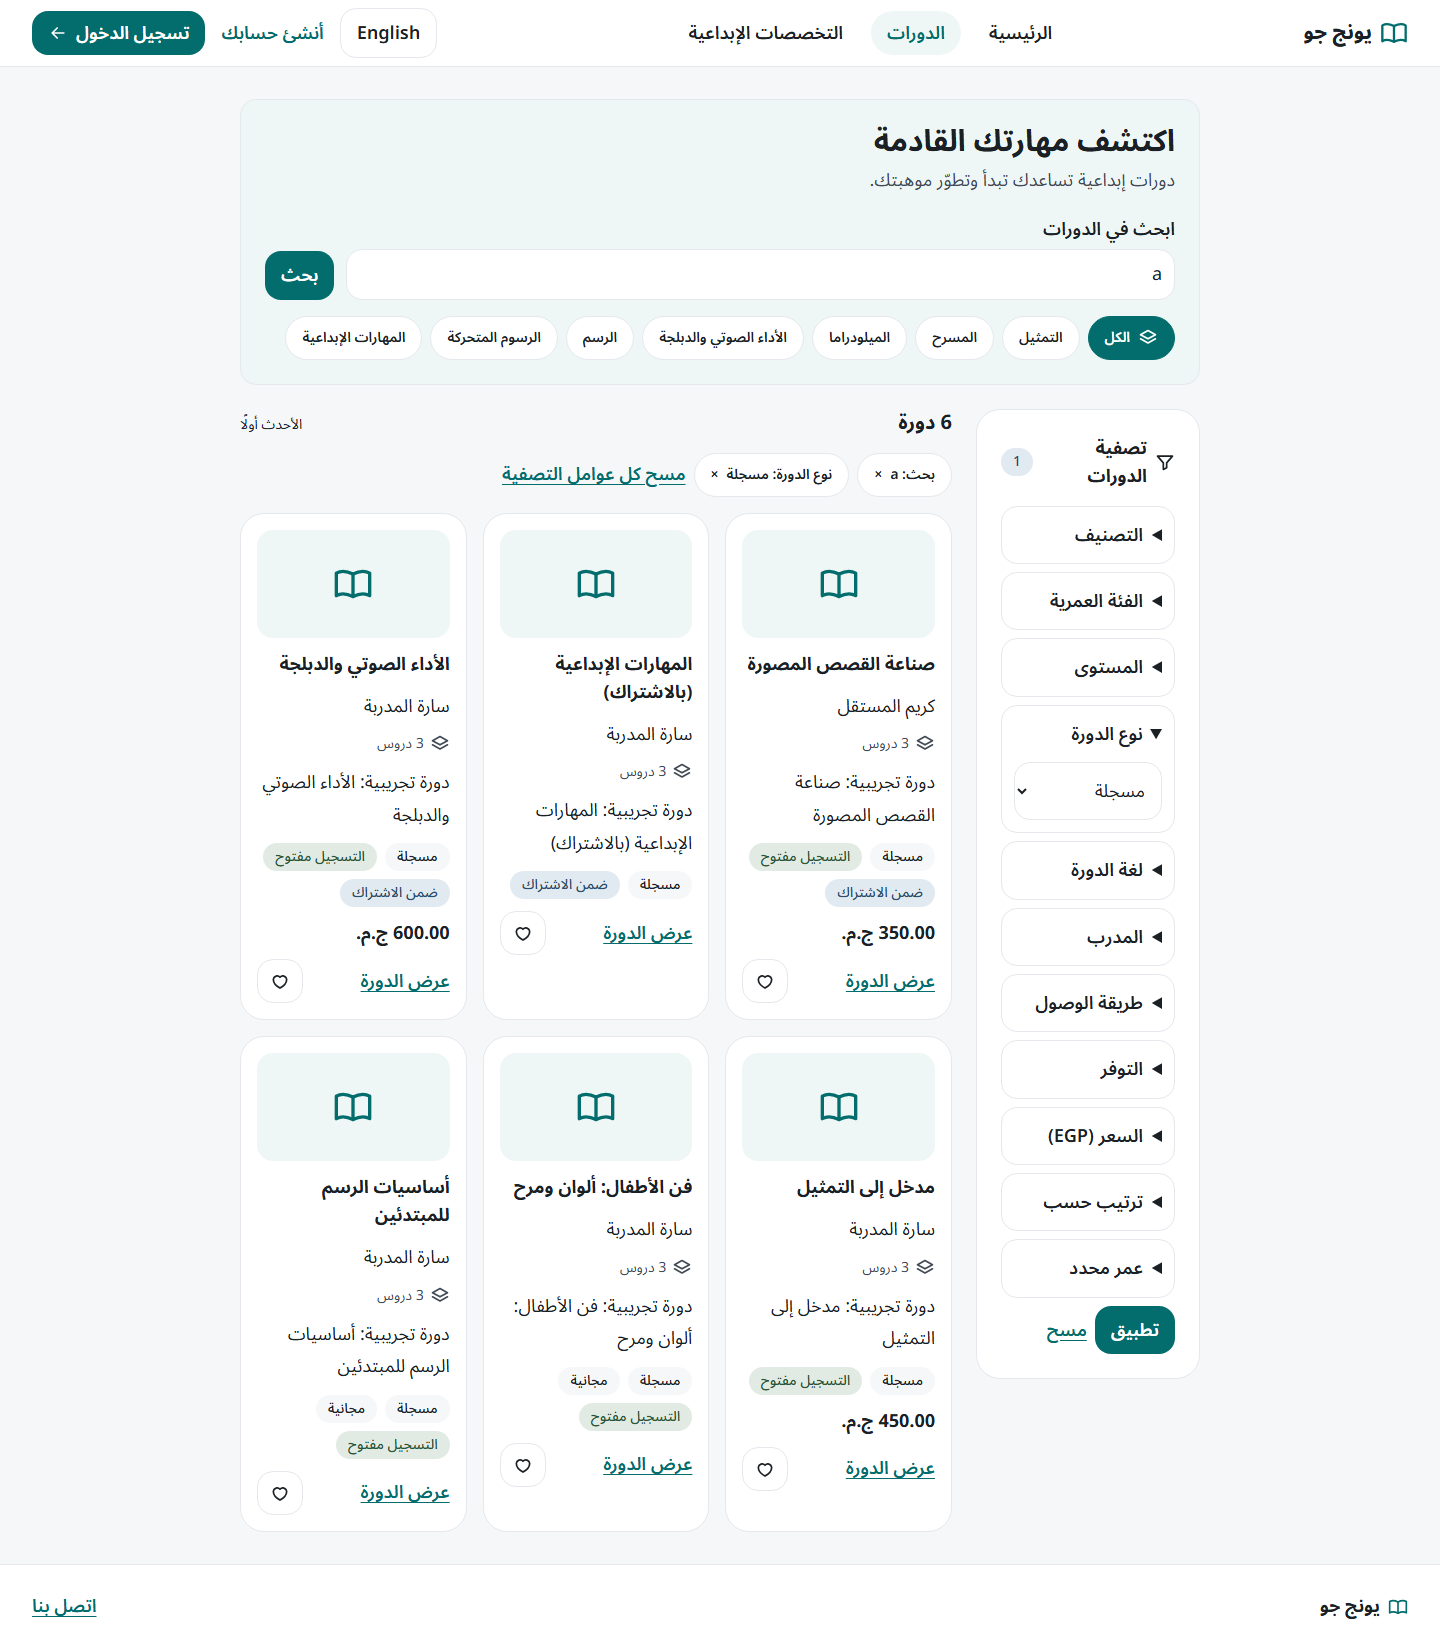 يونج جو
الرئيسية
الدورات
التخصصات الإبداعية
English
أنشئ حسابك
تسجيل الدخول ←
اكتشف مهارتك القادمة
دورات إبداعية تساعدك تبدأ وتطوّر موهبتك.
ابحث في الدورات
a
بحث
الكل
التمثيل
المسرح
الميلودراما
الأداء الصوتي والدبلجة
الرسم
الرسوم المتحركة
المهارات الإبداعية
تصفية
الدورات
1
التصنيف
الفئة العمرية
المستوى
نوع الدورة
مسجلة
لغة الدورة
المدرب
طريقة الوصول
التوفر
السعر (EGP)
ترتيب حسب
عمر محدد
تطبيق
مسح
6 دورة
الأحدث أولًا
بحث: a ×
نوع الدورة: مسجلة ×
مسح كل عوامل التصفية
صناعة القصص المصورة
كريم المستقل
3 دروس
دورة تجريبية: صناعة
القصص المصورة
مسجلة
التسجيل مفتوح
ضمن الاشتراك
350.00 ج.م.
عرض الدورة
المهارات الإبداعية
(بالاشتراك)
سارة المدربة
3 دروس
دورة تجريبية: المهارات
الإبداعية (بالاشتراك)
مسجلة
ضمن الاشتراك
عرض الدورة
الأداء الصوتي والدبلجة
سارة المدربة
3 دروس
دورة تجريبية: الأداء الصوتي
والدبلجة
مسجلة
التسجيل مفتوح
ضمن الاشتراك
600.00 ج.م.
عرض الدورة
مدخل إلى التمثيل
سارة المدربة
3 دروس
دورة تجريبية: مدخل إلى
التمثيل
مسجلة
التسجيل مفتوح
450.00 ج.م.
عرض الدورة
فن الأطفال: ألوان ومرح
سارة المدربة
3 دروس
دورة تجريبية: فن الأطفال:
ألوان ومرح
مسجلة
مجانية
التسجيل مفتوح
عرض الدورة
أساسيات الرسم
للمبتدئين
سارة المدربة
3 دروس
دورة تجريبية: أساسيات
الرسم للمبتدئين
مسجلة
مجانية
التسجيل مفتوح
عرض الدورة
يونج جو
اتصل بنا